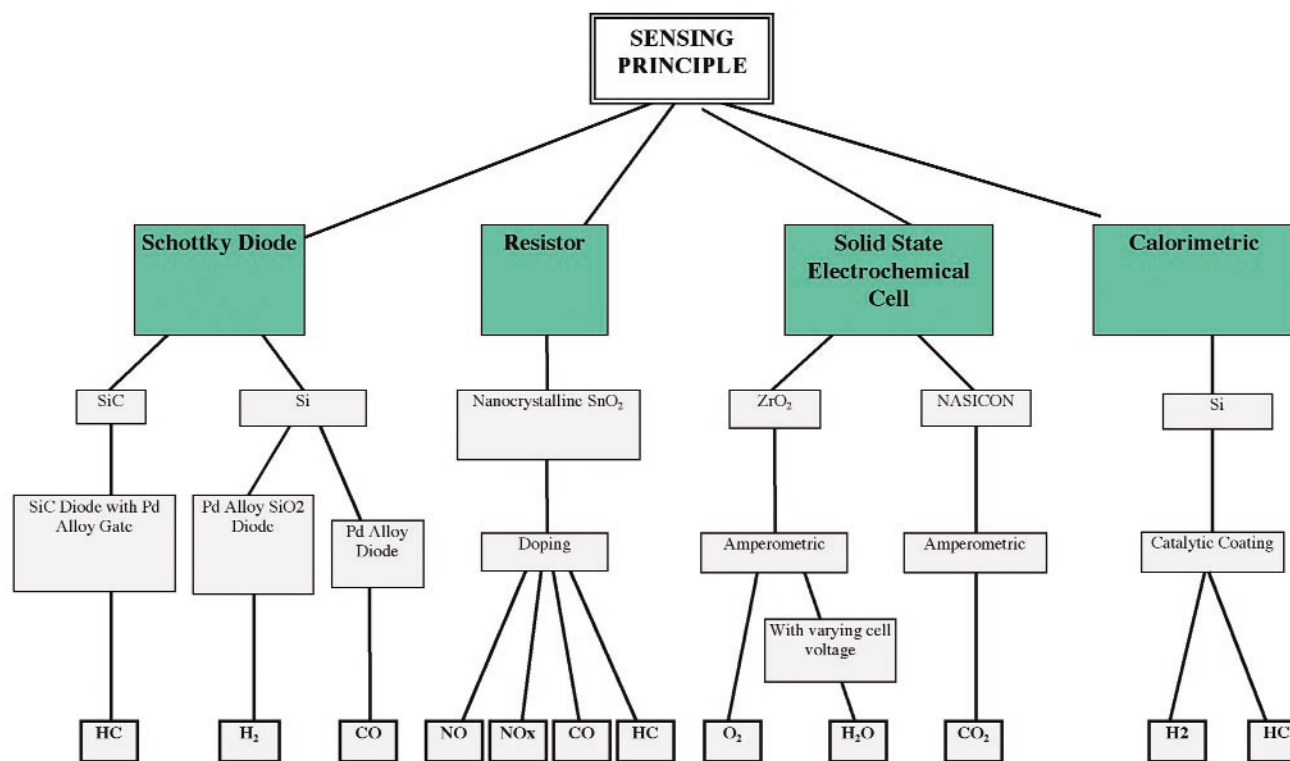 SENSING
PRINCIPLE
Schottky Diode
Resistor
Solid State
Electrochemical
Cell
Calorimetric
SiC
Si
Nanocrystalline SnO₂
ZrO₂
NASICON
Si
SiC Diode with Pd
Alloy Gate
Pd Alloy SiO2
Diode
Pd Alloy
Diode
Doping
Amperometric
Amperometric
Catalytic Coating
With varying cell
voltage
HC
H₂
CO
NO
NOx
CO
HC
O₂
H₂O
CO₂
H2
HC